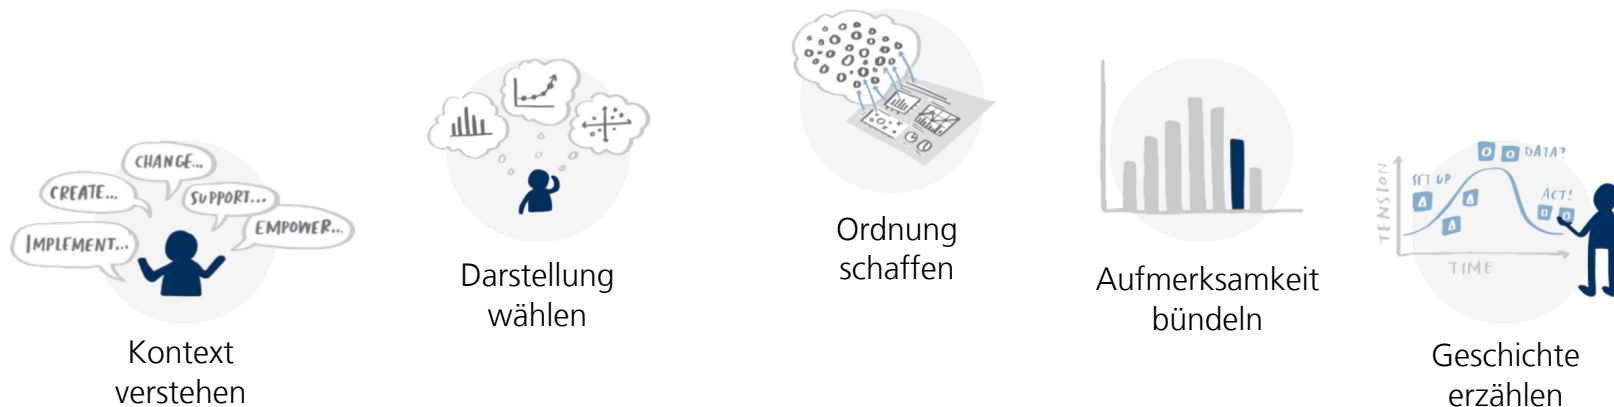 CHANGE...
CREATE...
SUPPORT...
IMPLEMENT...
EMPOWER...
Kontext
verstehen
Darstellung
wählen
Ordnung
schaffen
Aufmerksamkeit
bündeln
TENSION
SET UP
DATA?
ACT!
TIME
Geschichte
erzählen